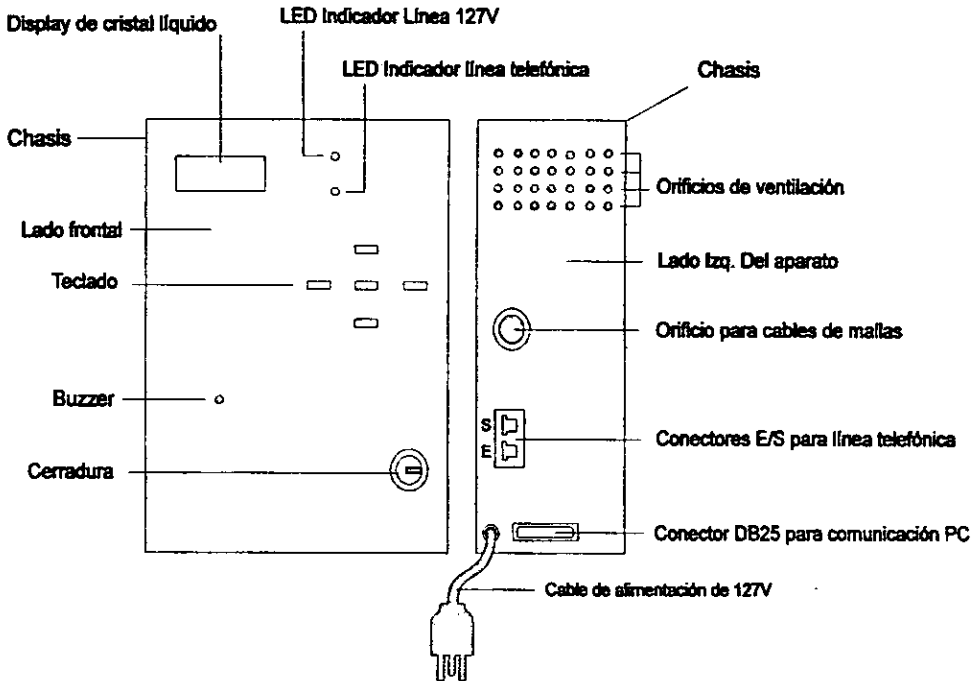 Display de cristal líquido
LED Indicador Línea 127V
LED Indicador línea telefónica
Chasis
Chasis
Lado frontal
Teclado
Buzzer
Cerradura
Orificios de ventilación
Lado Izq. Del aparato
Orificio para cables de mallas
S
E
Conectores E/S para línea telefónica
Conector DB25 para comunicación PC
Cable de alimentación de 127V